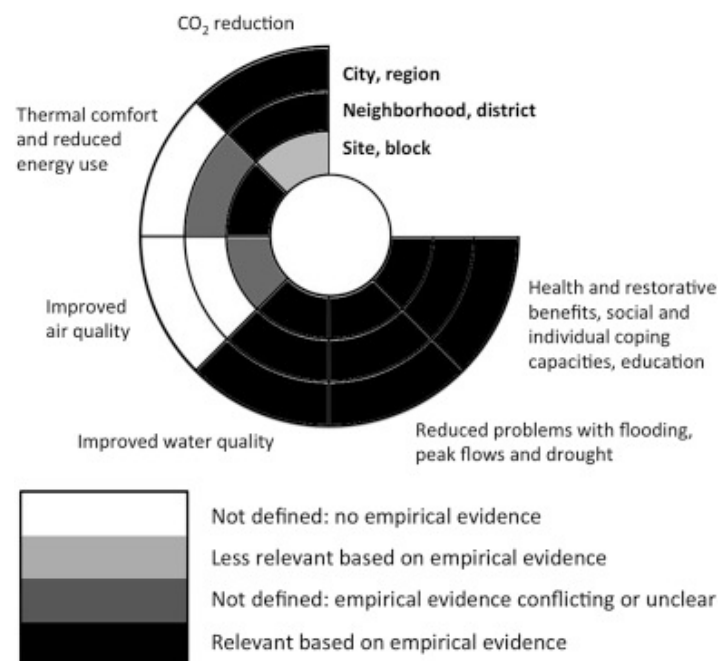 CO₂ reduction
City, region
Neighborhood, district
Site, block
Thermal comfort
and reduced
energy use
Improved
air quality
Health and restorative
benefits, social and
individual coping
capacities, education
Improved water quality
Reduced problems with flooding,
peak flows and drought
Not defined: no empirical evidence
Less relevant based on empirical evidence
Not defined: empirical evidence conflicting or unclear
Relevant based on empirical evidence